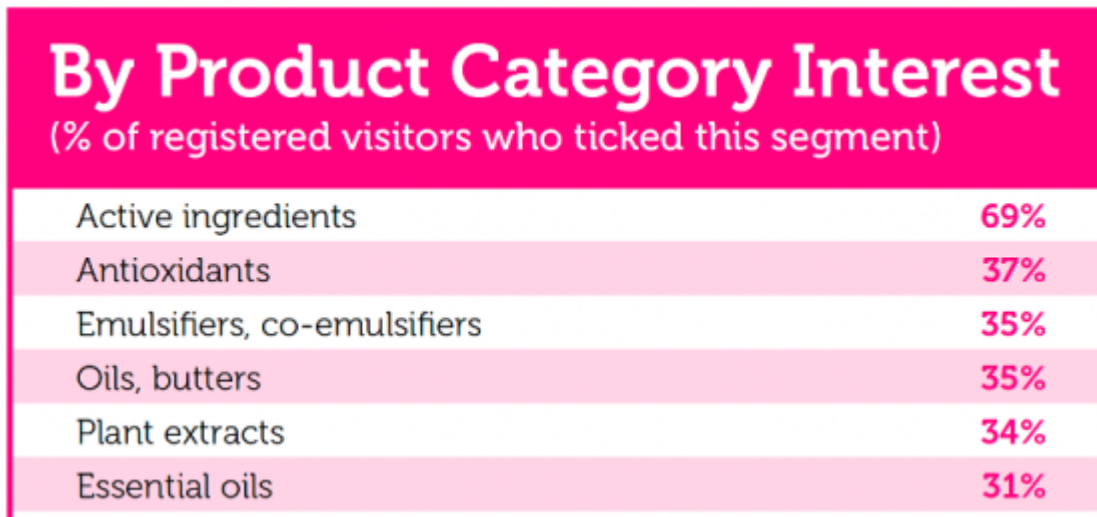 By Product Category Interest
(% of registered visitors who ticked this segment)
Active ingredients 69%
Antioxidants 37%
Emulsifiers, co-emulsifiers 35%
Oils, butters 35%
Plant extracts 34%
Essential oils 31%